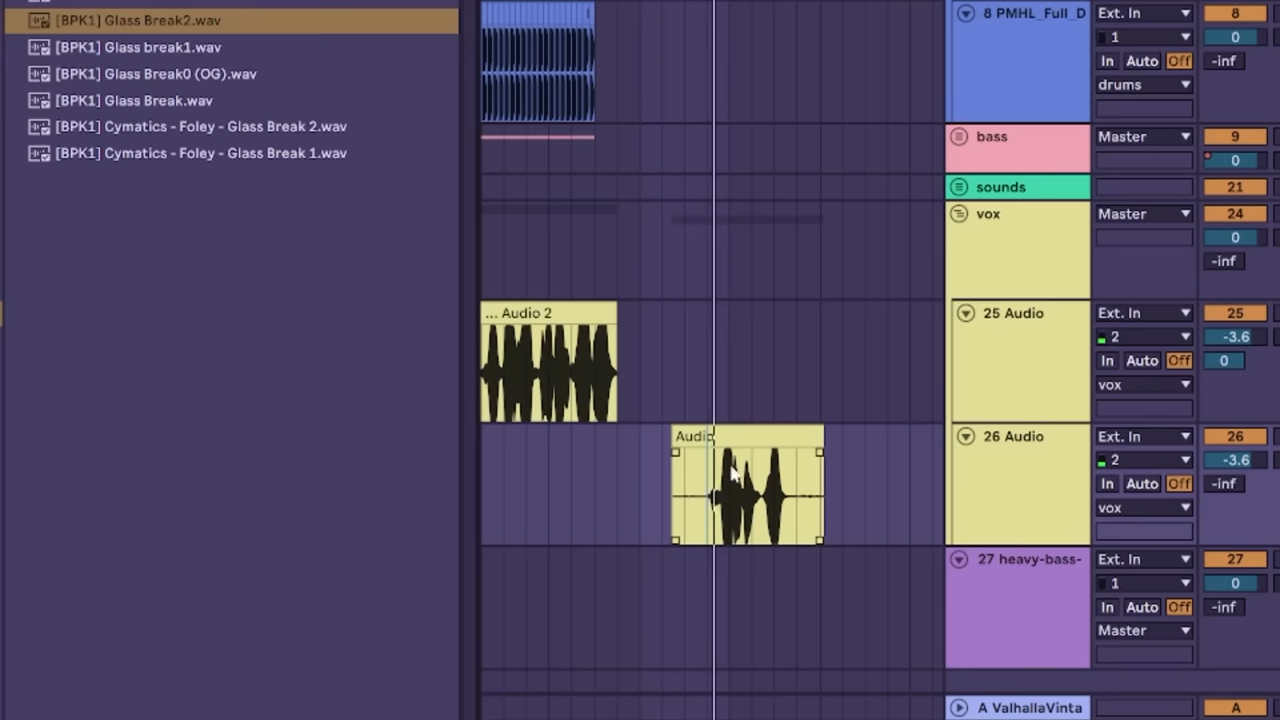 [BPK1] Glass Break2.wav
[BPK1] Glass break1.wav
[BPK1] Glass Break0 (OG).wav
[BPK1] Glass Break.wav
[BPK1] Cymatics - Foley - Glass Break 2.wav
[BPK1] Cymatics - Foley - Glass Break 1.wav
8 PMHL_Full_D
Ext. In
8
1
0
In Auto Off
-inf
drums
bass
Master
9
0
sounds
21
vox
Master
24
0
-inf
... Audio 2
25 Audio
Ext. In
25
2
-3.6
In Auto Off
0
vox
Audio
26 Audio
Ext. In
26
2
-3.6
In Auto Off
-inf
vox
27 heavy-bass-
Ext. In
27
1
0
In Auto Off
-inf
Master
A ValhallaVinta
A